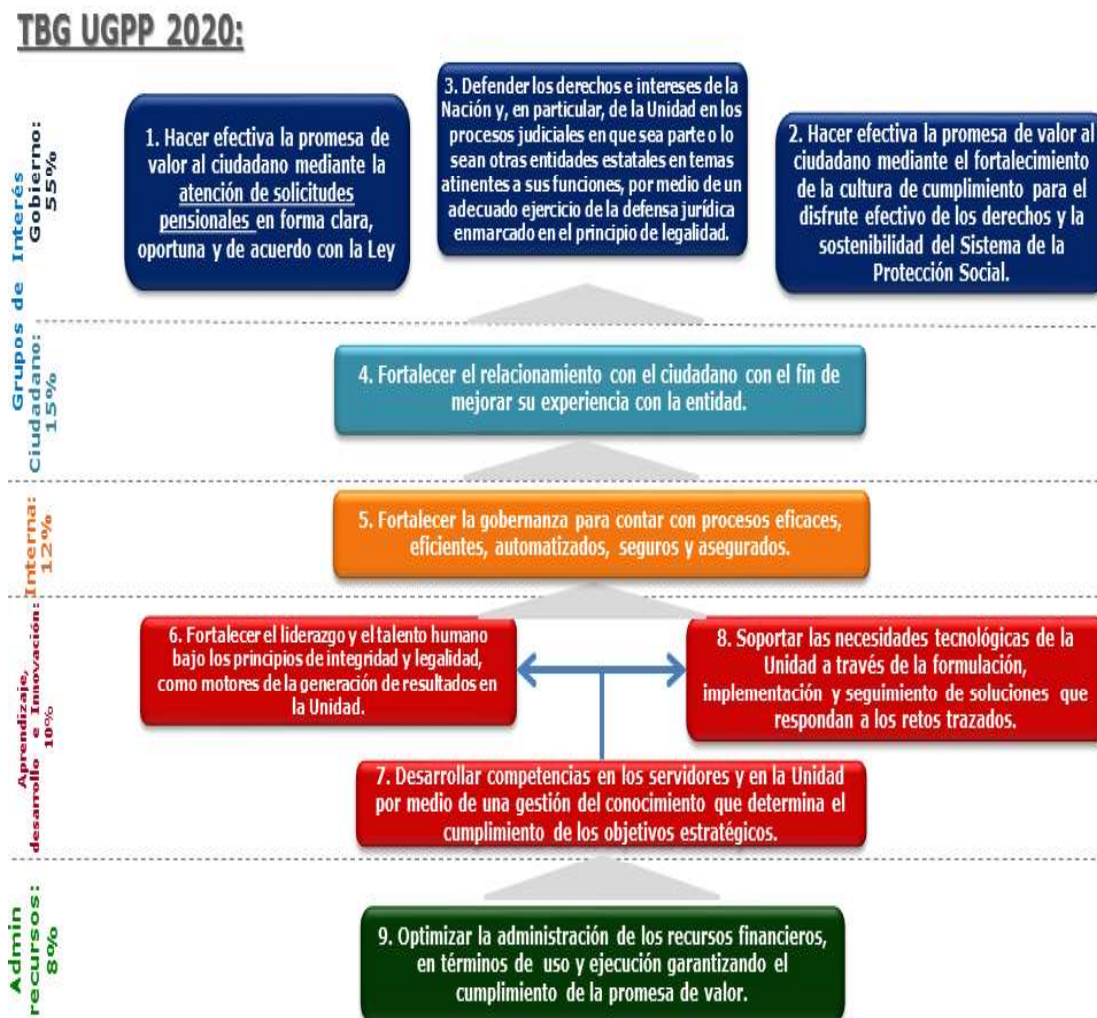 TBG UGPP 2020:
Grupos de Interés
Gobierno:
55%
1. Hacer efectiva la promesa de
valor al ciudadano mediante la
atención de solicitudes
pensionales en forma clara,
oportuna y de acuerdo con la Ley
3. Defender los derechos e intereses de la
Nación y, en particular, de la Unidad en los
procesos judiciales en que sea parte o lo
sean otras entidades estatales en temas
atinentes a sus funciones, por medio de un
adecuado ejercicio de la defensa jurídica
enmarcado en el principio de legalidad.
2. Hacer efectiva la promesa de valor al
ciudadano mediante el fortalecimiento
de la cultura de cumplimiento para el
disfrute efectivo de los derechos y la
sostenibilidad del Sistema de la
Protección Social.
Ciudadano:
15%
4. Fortalecer el relacionamiento con el ciudadano con el fin de
mejorar su experiencia con la entidad.
Interna:
12%
5. Fortalecer la gobernanza para contar con procesos eficaces,
eficientes, automatizados, seguros y asegurados.
Aprendizaje,
desarrollo e Innovación:
10%
6. Fortalecer el liderazgo y el talento humano
bajo los principios de integridad y legalidad,
como motores de la generación de resultados en
la Unidad.
8. Soportar las necesidades tecnológicas de la
Unidad a través de la formulación,
implementación y seguimiento de soluciones que
respondan a los retos trazados.
7. Desarrollar competencias en los servidores y en la Unidad
por medio de una gestión del conocimiento que determina el
cumplimiento de los objetivos estratégicos.
Admin
recursos:
8%
9. Optimizar la administración de los recursos financieros,
en términos de uso y ejecución garantizando el
cumplimiento de la promesa de valor.